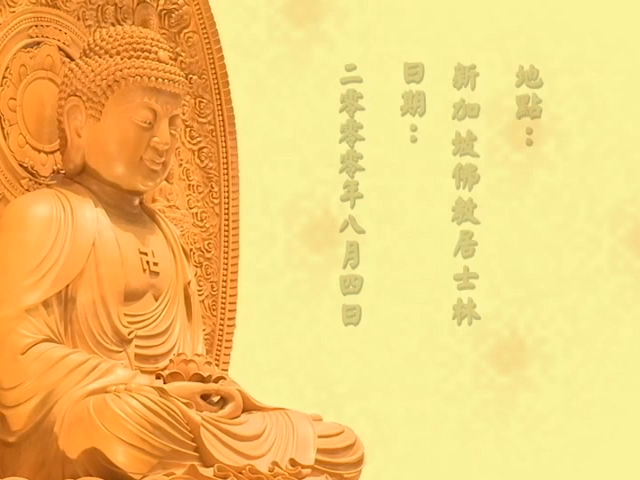 地點：
新加坡佛教居士林
日期：
二零零零年八月四日
卍